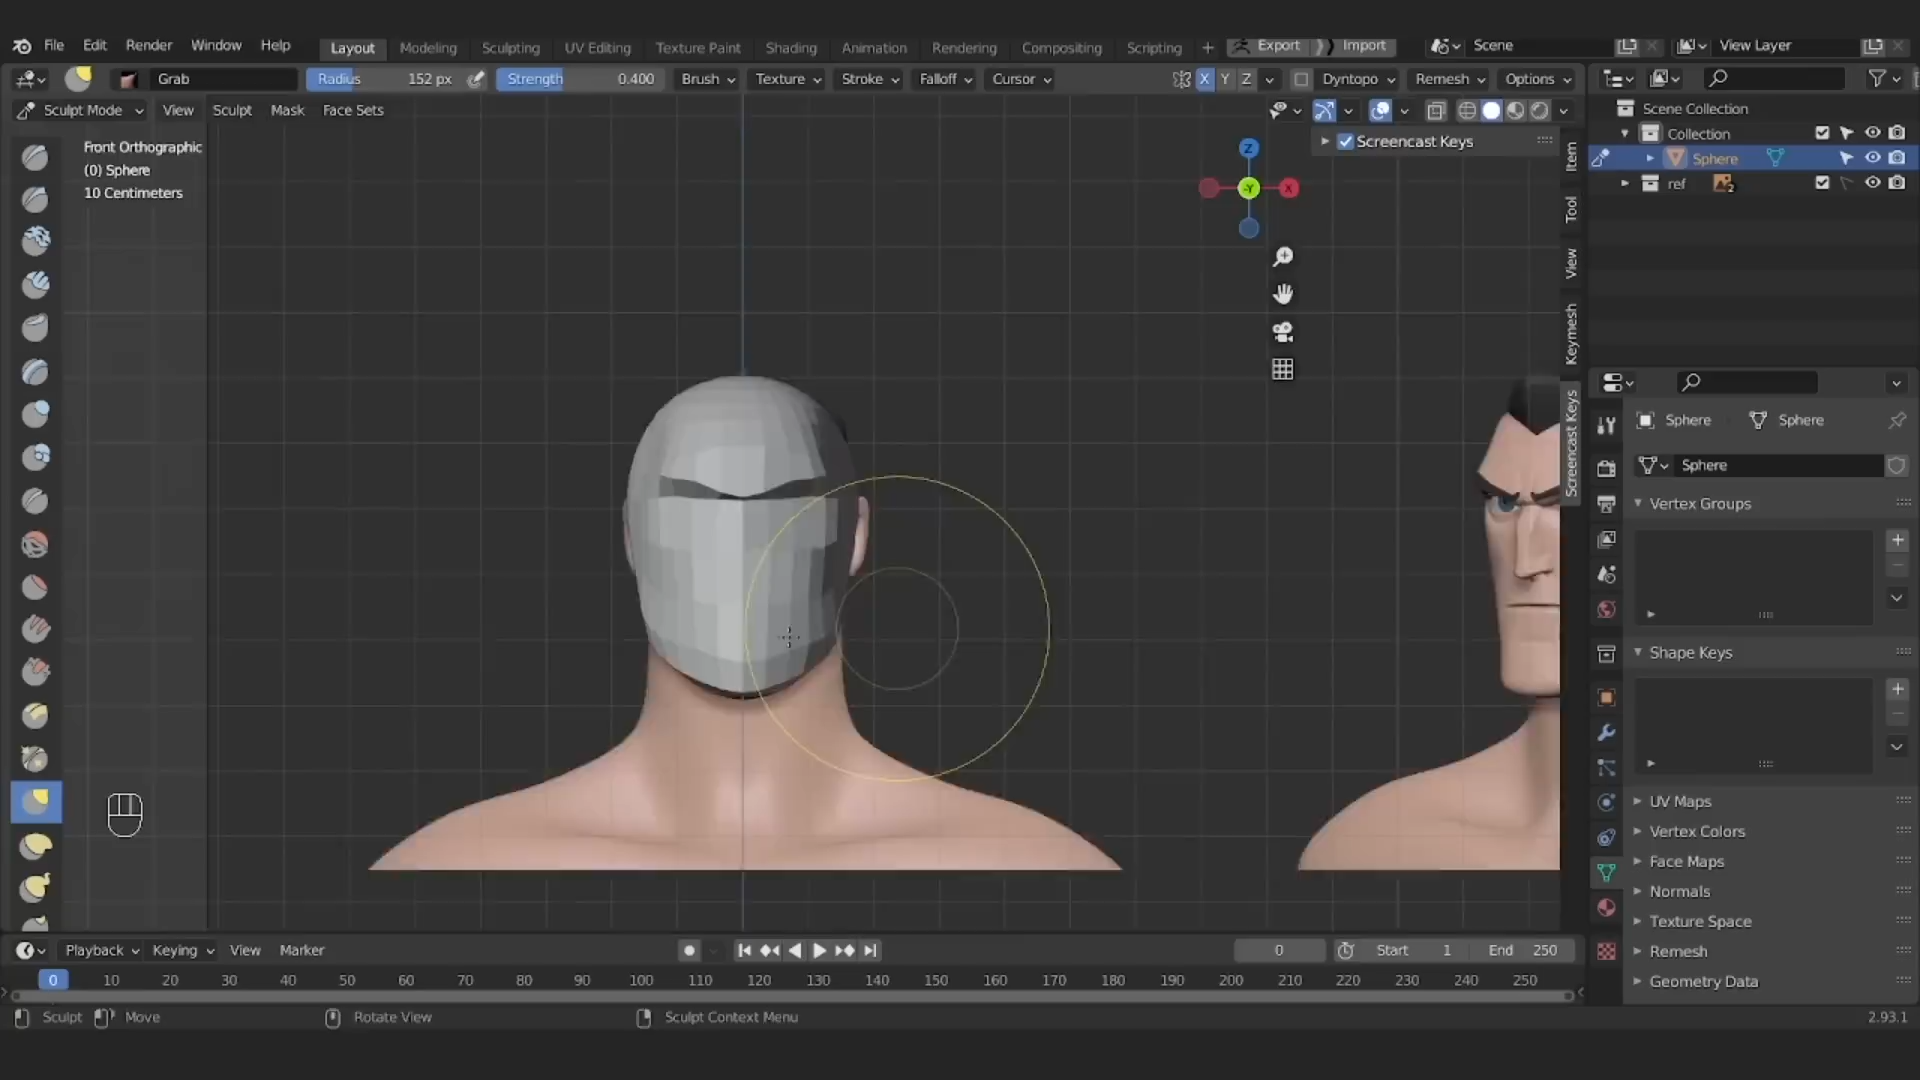 File Edit Render Window Help Layout Modeling Sculpting UV Editing Texture Paint Shading Animation Rendering Compositing Scripting + Export Import Scene View Layer
Grab Radius 152 px Strength 0.400 Brush Texture Stroke Falloff Cursor X Y Z Dyntopo Remesh Options
Sculpt Mode View Sculpt Mask Face Sets
Front Orthographic
(0) Sphere
10 Centimeters
Screencast Keys
Z
-Y X
Item
Tool
View
Keymesh
Screencast Keys
Scene Collection
Collection
Sphere
ref 2
Sphere Sphere
Sphere
Vertex Groups
Shape Keys
UV Maps
Vertex Colors
Face Maps
Normals
Texture Space
Remesh
Geometry Data
Playback Keying View Marker 0 Start 1 End 250
0 10 20 30 40 50 60 70 80 90 100 110 120 130 140 150 160 170 180 190 200 210 220 230 240 250
Sculpt Move Rotate View Sculpt Context Menu 2.93.1